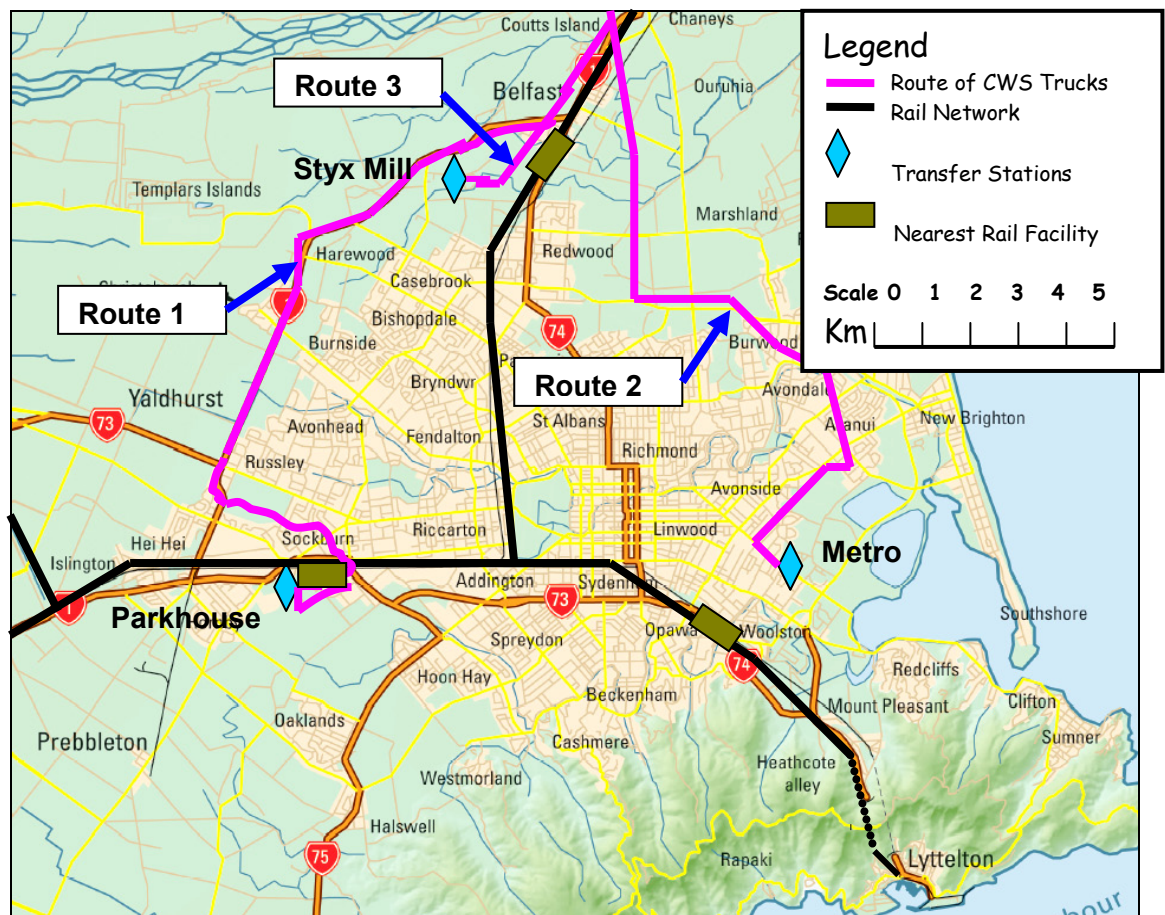 Coutts Island
Chaneys
Legend
Route of CWS Trucks
Rail Network
Transfer Stations
Nearest Rail Facility
Scale 0 1 2 3 4 5
Km
Route 3
Belfast
Ouruhia
Styx Mill
Templars Islands
Marshland
Harewood
Redwood
Casebrook
Route 1
Bishopdale
74
Burnside
Burwood
Route 2
Bryndwr
Avondale
Yaldhurst
73
Avonhead
St Albans
Aranui
New Brighton
Fendalton
Richmond
Russley
Avonside
Riccarton
Linwood
Sockburn
Hei Hei
Islington
Metro
Addington
Sydenham
1
Parkhouse
73
Southshore
Spreydon
Opawa
Woolston
74
Redcliffs
Hoon Hay
Beckenham
Mount Pleasant
Clifton
Oaklands
Sumner
Prebbleton
Cashmere
Heathcote
alley
Westmorland
Halswell
75
Rapaki
Lyttelton
bour